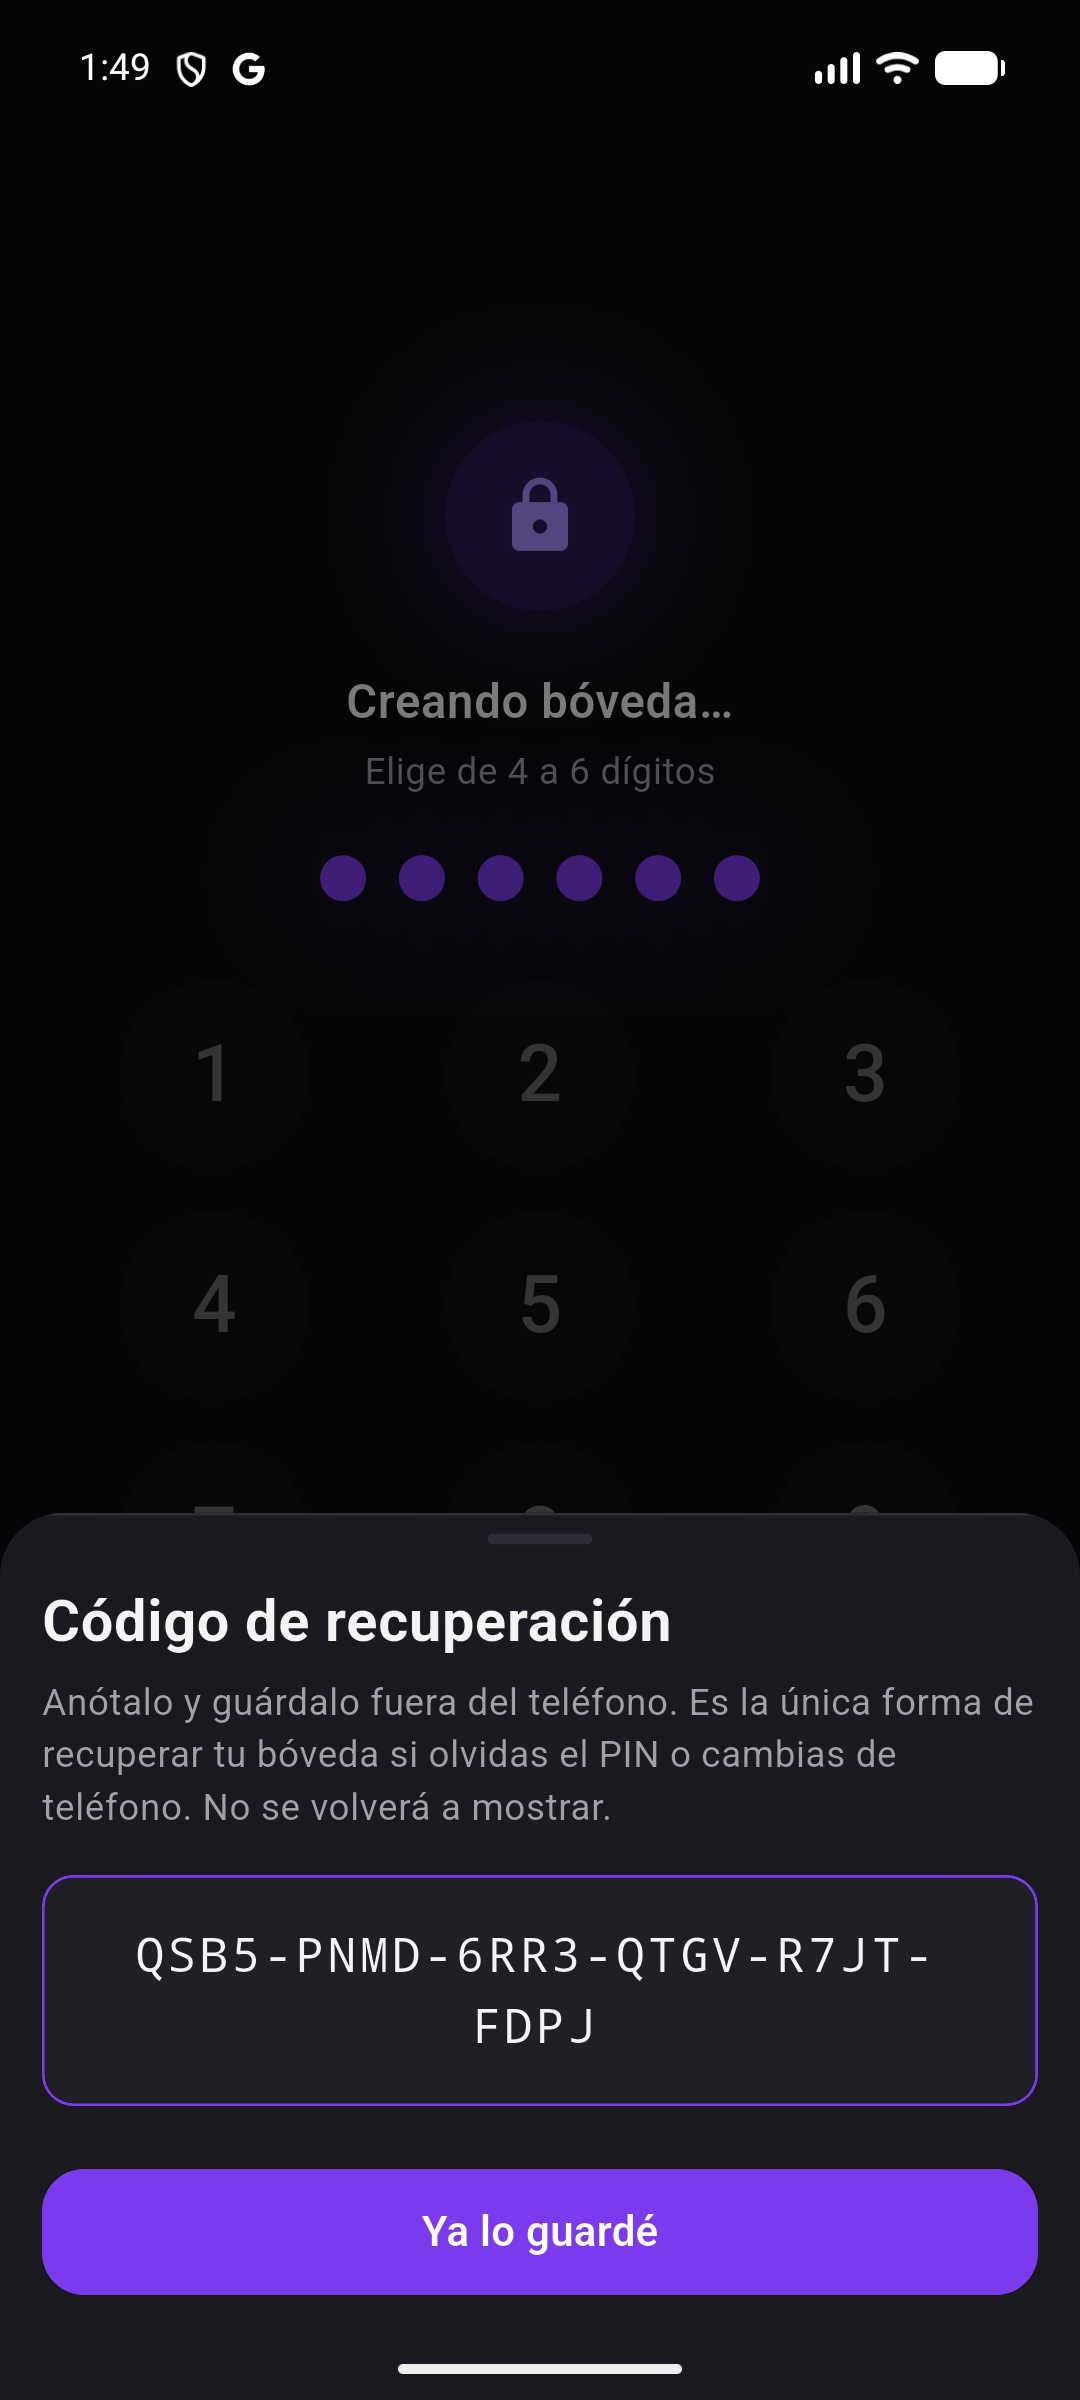 1:49
Creando bóveda...
Elige de 4 a 6 dígitos
1 2 3
4 5 6
Código de recuperación
Anótalo y guárdalo fuera del teléfono. Es la única forma de
recuperar tu bóveda si olvidas el PIN o cambias de
teléfono. No se volverá a mostrar.
QSB5-PNMD-6RR3-QTGV-R7JT-
FDPJ
Ya lo guardé